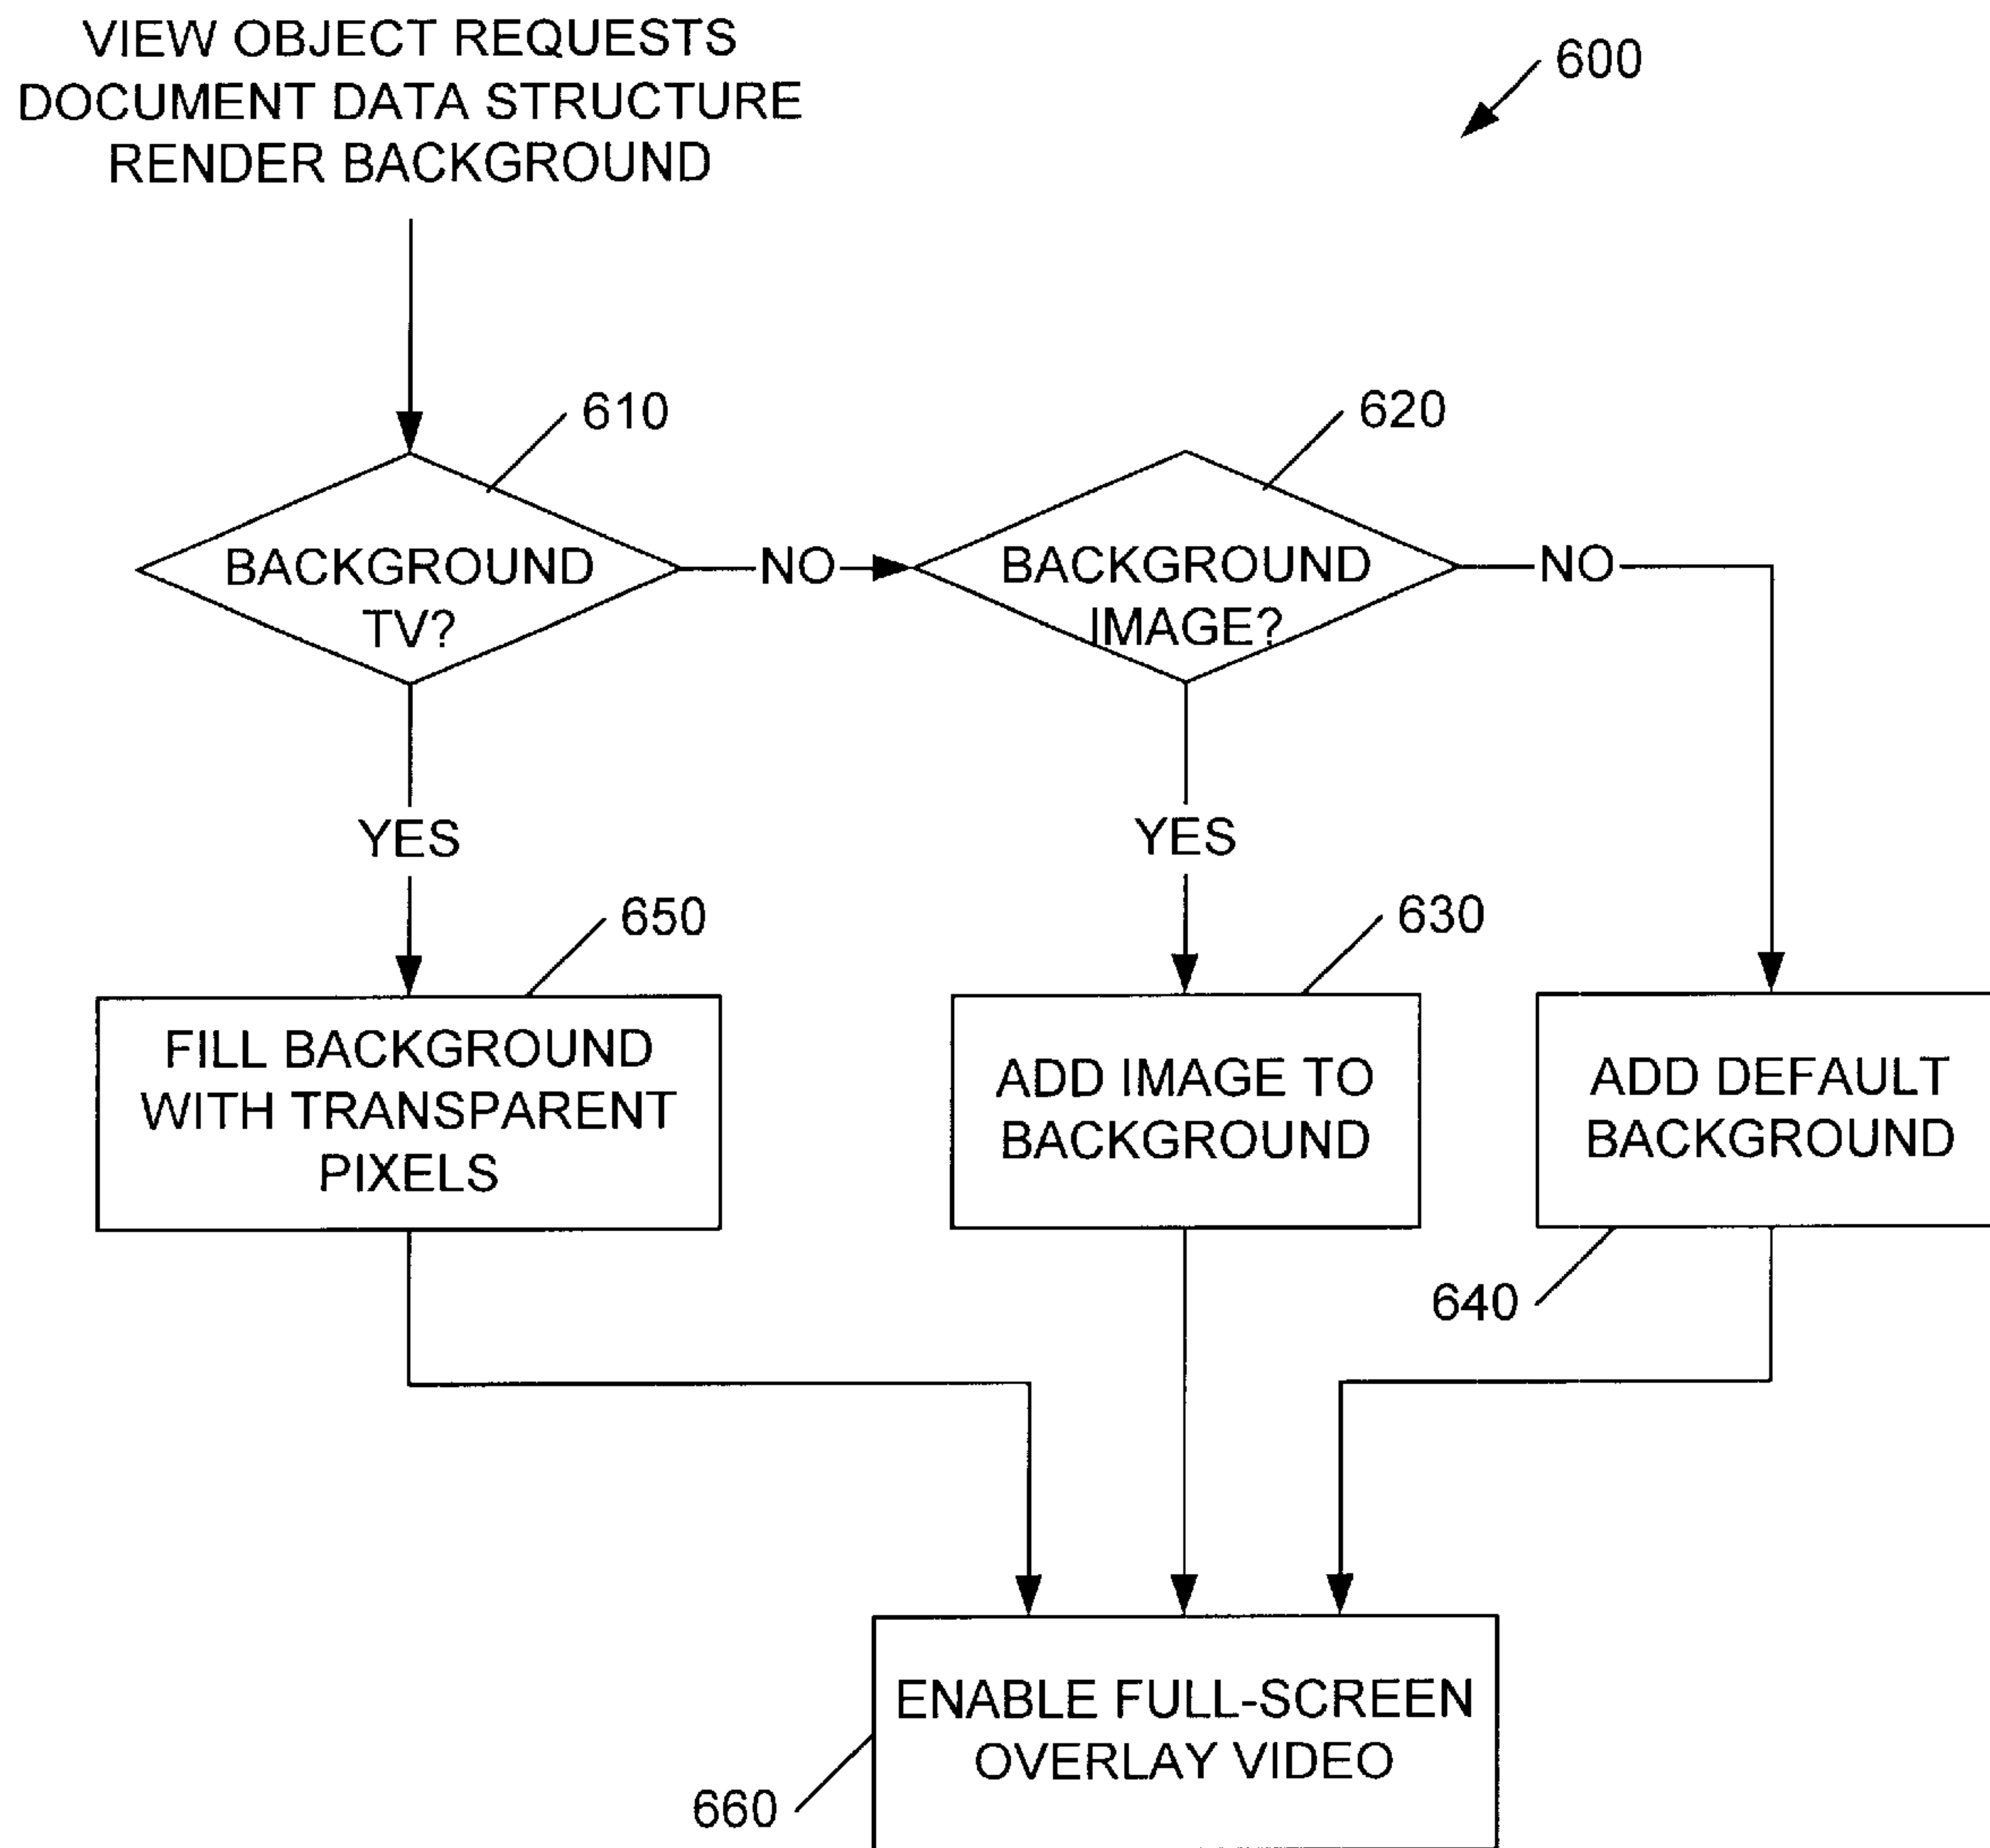 VIEW OBJECT REQUESTS
DOCUMENT DATA STRUCTURE
RENDER BACKGROUND
600
610
620
BACKGROUND
TV?
NO
BACKGROUND
IMAGE?
NO
YES
YES
650
630
FILL BACKGROUND
WITH TRANSPARENT
PIXELS
ADD IMAGE TO
BACKGROUND
ADD DEFAULT
BACKGROUND
640
ENABLE FULL-SCREEN
OVERLAY VIDEO
660